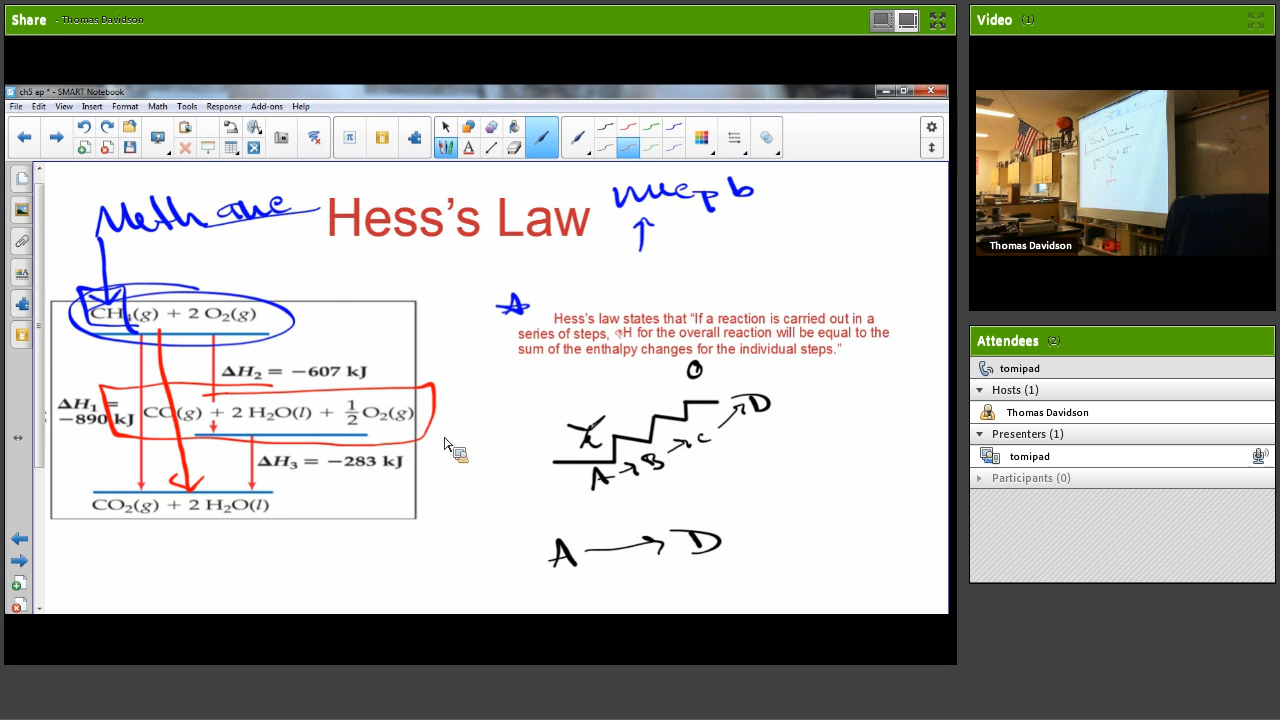 Share - Thomas Davidson
Video (1)
ch5 ap * - SMART Notebook
File Edit View Insert Format Math Tools Response Add-ons Help
Methane
Hess's Law
mcep b
CH₄(g) + 2 O₂(g)
ΔH₂ = −607 kJ
ΔH₁ =
−890 kJ
CO(g) + 2 H₂O(l) + 1/2 O₂(g)
ΔH₃ = −283 kJ
CO₂(g) + 2 H₂O(l)
Hess's law states that "If a reaction is carried out in a
series of steps, H for the overall reaction will be equal to the
sum of the enthalpy changes for the individual steps."
A → B → C → D
A → D
Thomas Davidson
Attendees (2)
tomipad
Hosts (1)
Thomas Davidson
Presenters (1)
tomipad
Participants (0)